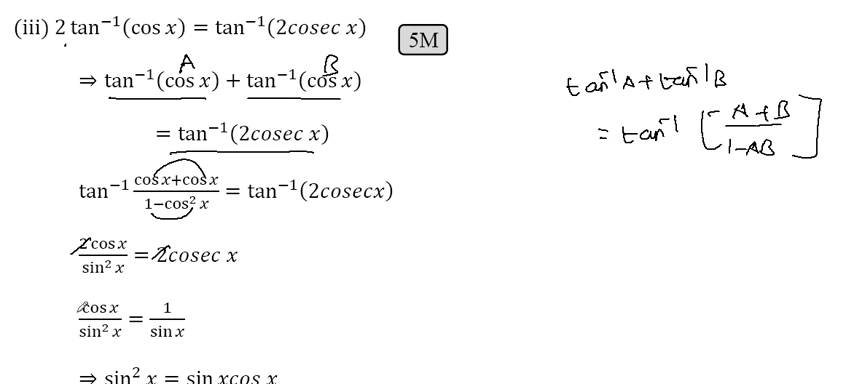 (iii) 2 tan⁻¹(cos x) = tan⁻¹(2cosec x)
5M
A B
⇒ tan⁻¹(cos x) + tan⁻¹(cos x)
= tan⁻¹(2cosec x)
tan⁻¹ (cos x+cos x)/(1−cos² x) = tan⁻¹(2cosecx)
2cos x/sin² x = 2cosec x
cos x/sin² x = 1/sin x
⇒ sin² x = sin xcos x
tan⁻¹A + tan⁻¹B
= tan⁻¹ [(A+B)/(1−AB)]